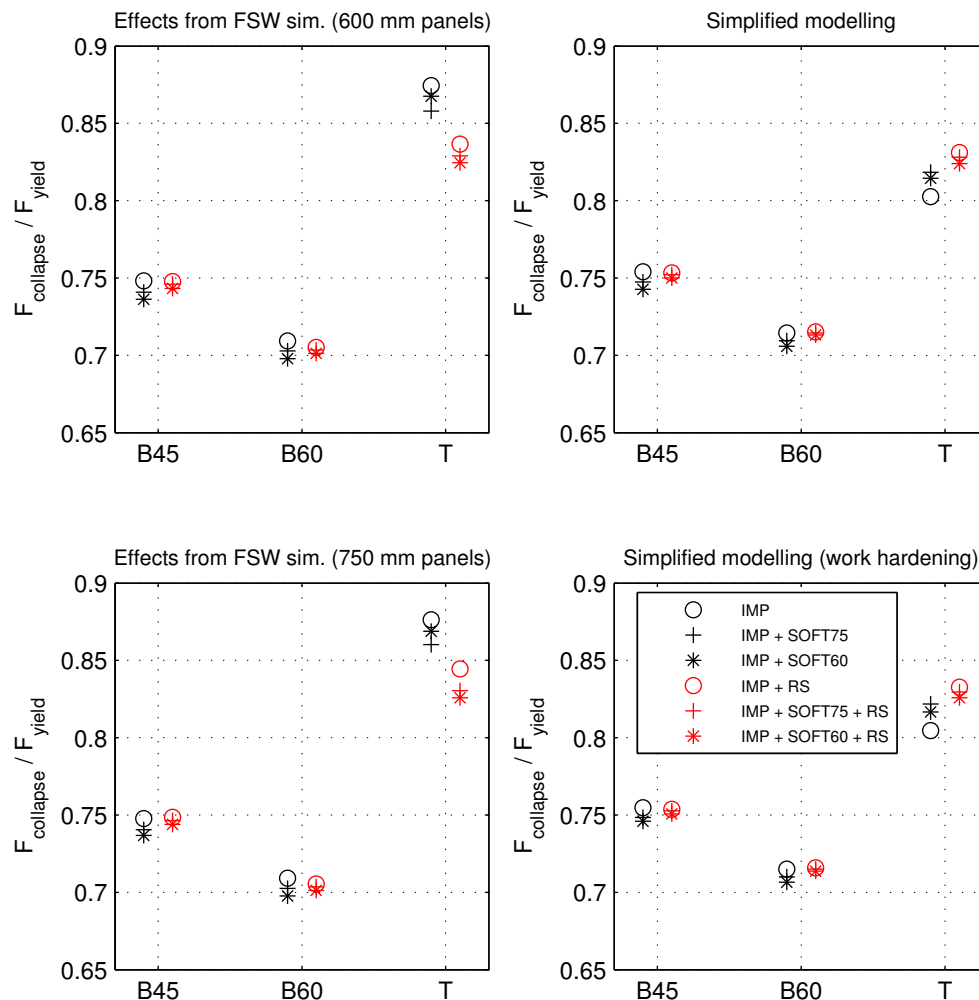 Effects from FSW sim. (600 mm panels)
0.9
0.85
0.8
0.75
0.7
0.65
F_collapse / F_yield
B45 B60 T
Simplified modelling
0.9
0.85
0.8
0.75
0.7
0.65
F_collapse / F_yield
B45 B60 T
Effects from FSW sim. (750 mm panels)
0.9
0.85
0.8
0.75
0.7
0.65
F_collapse / F_yield
B45 B60 T
Simplified modelling (work hardening)
0.9
0.85
0.8
0.75
0.7
0.65
F_collapse / F_yield
IMP
IMP + SOFT75
IMP + SOFT60
IMP + RS
IMP + SOFT75 + RS
IMP + SOFT60 + RS
B45 B60 T